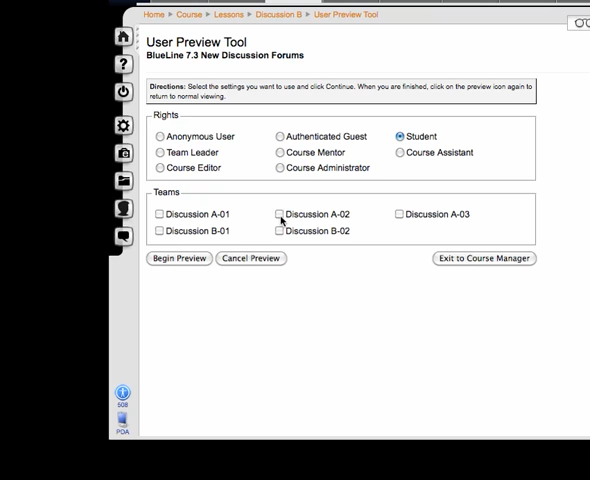 Home ▶ Course ▶ Lessons ▶ Discussion B ▶ User Preview Tool
User Preview Tool
BlueLine 7.3 New Discussion Forums
Directions: Select the settings you want to use and click Continue. When you are finished, click on the preview icon again to
return to normal viewing.
Rights
Anonymous User Authenticated Guest Student
Team Leader Course Mentor Course Assistant
Course Editor Course Administrator
Teams
Discussion A-01 Discussion A-02 Discussion A-03
Discussion B-01 Discussion B-02
Begin Preview Cancel Preview Exit to Course Manager
?
508
PDA